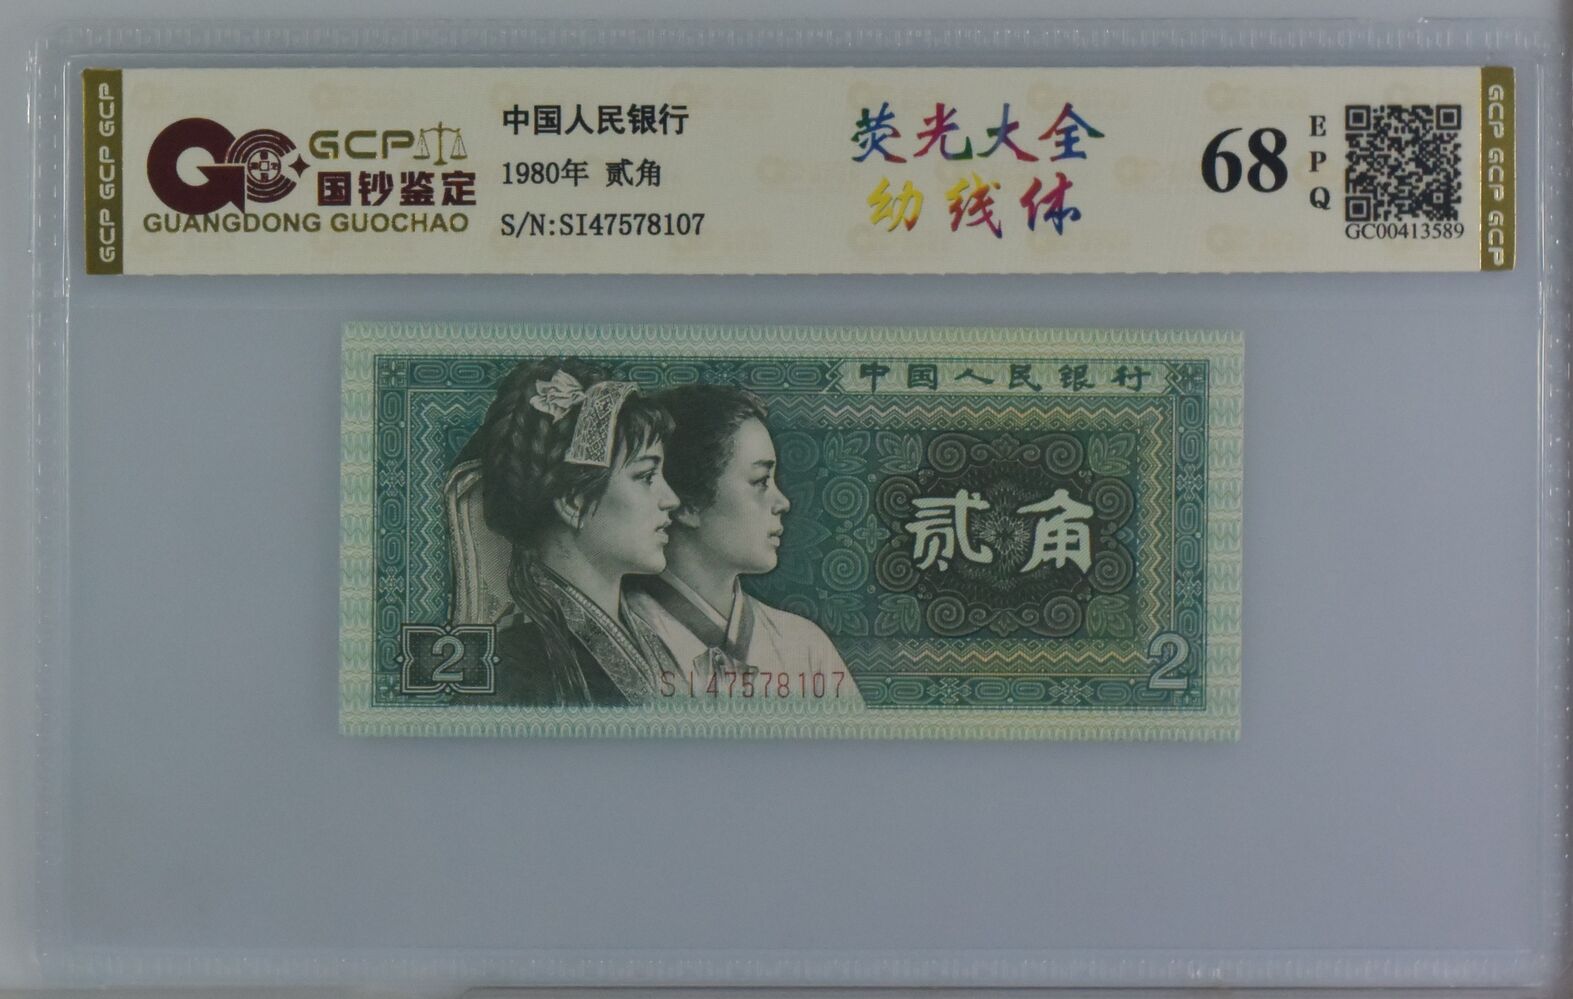 GCP GCP GCP
GCP
国钞鉴定
GUANGDONG GUOCHAO
中国人民银行
1980年 贰角
S/N:SI47578107
荧光大全
幼线体
68
EPQ
GC00413589
GCP GCP GCP
中国人民银行
贰角
2
2
SI47578107